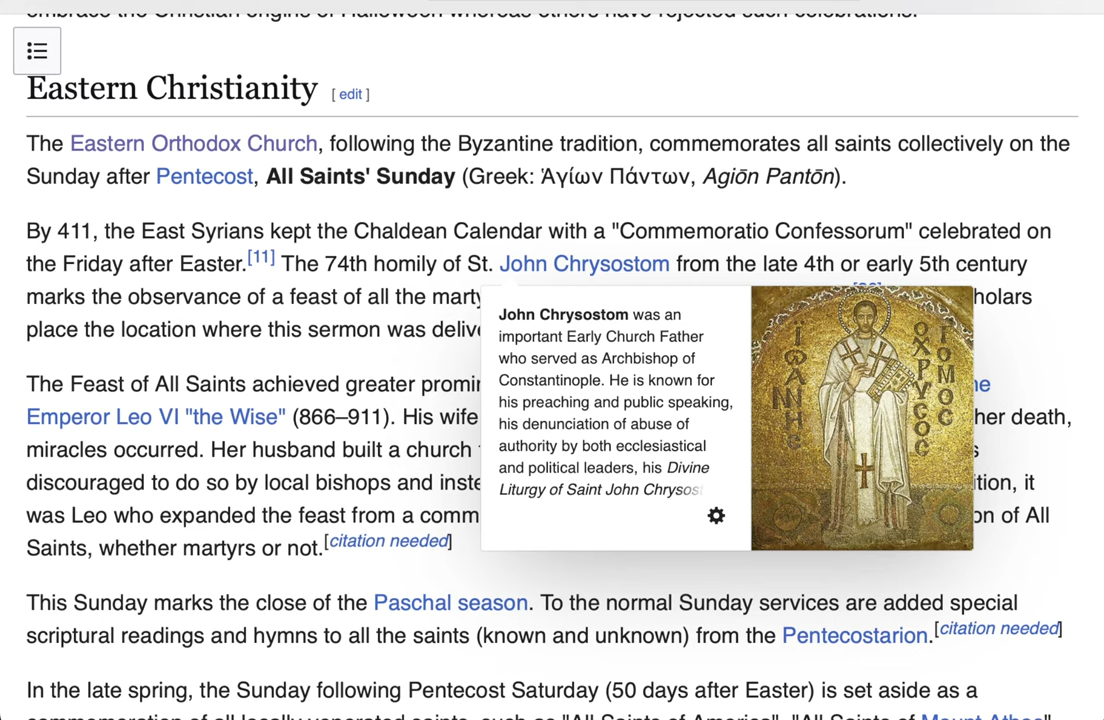 Eastern Christianity [ edit ]
The Eastern Orthodox Church, following the Byzantine tradition, commemorates all saints collectively on the
Sunday after Pentecost, All Saints' Sunday (Greek: Ἁγίων Πάντων, Agiōn Pantōn).
By 411, the East Syrians kept the Chaldean Calendar with a "Commemoratio Confessorum" celebrated on
the Friday after Easter.[11] The 74th homily of St. John Chrysostom from the late 4th or early 5th century
marks the observance of a feast of all the
place the location where this sermon was
The Feast of All Saints achieved greater
Emperor Leo VI "the Wise" (866–911). His wife her death,
miracles occurred. Her husband built a church
discouraged to do so by local bishops and it
was Leo who expanded the feast from a of All
Saints, whether martyrs or not.[citation needed]
John Chrysostom was an
important Early Church Father
who served as Archbishop of
Constantinople. He is known for
his preaching and public speaking,
his denunciation of abuse of
authority by both ecclesiastical
and political leaders, his Divine
Liturgy of Saint John Chrysos
This Sunday marks the close of the Paschal season. To the normal Sunday services are added special
scriptural readings and hymns to all the saints (known and unknown) from the Pentecostarion.[citation needed]
In the late spring, the Sunday following Pentecost Saturday (50 days after Easter) is set aside as a